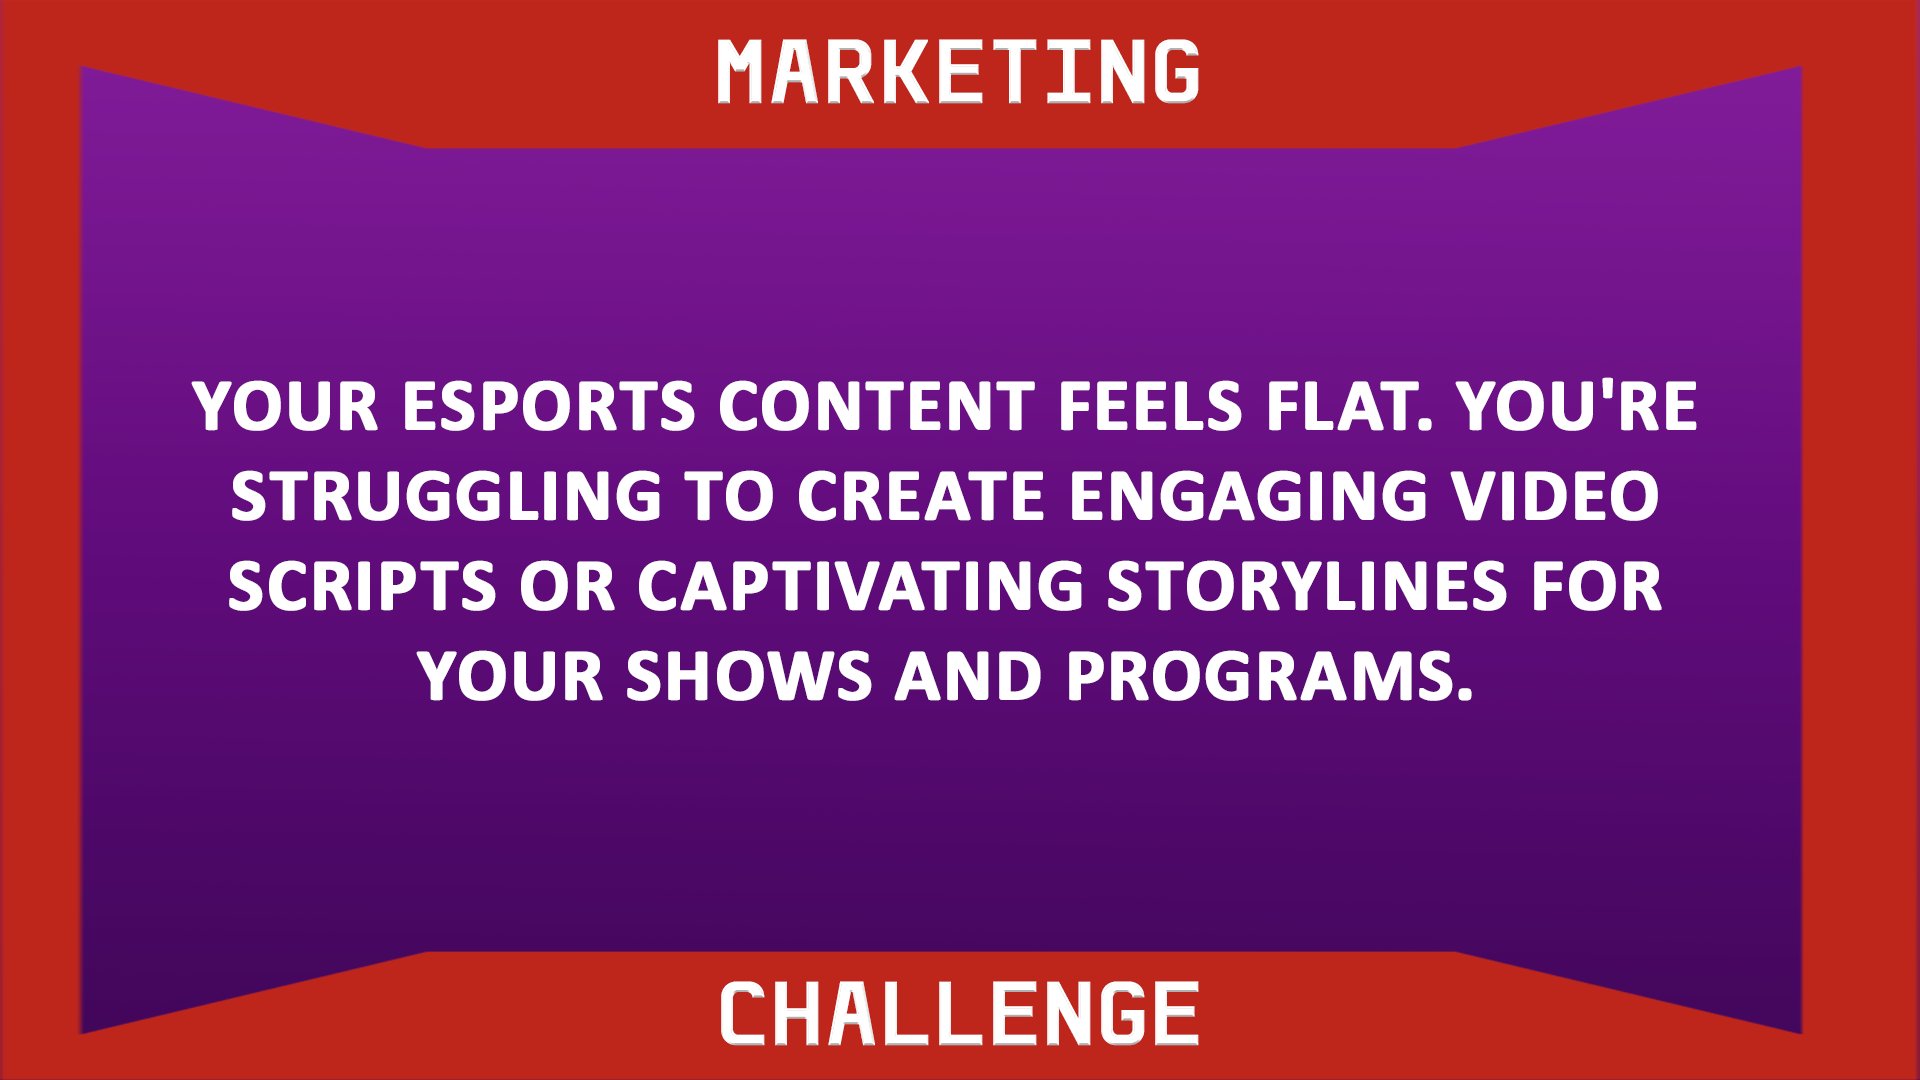 MARKETING
YOUR ESPORTS CONTENT FEELS FLAT. YOU'RE
STRUGGLING TO CREATE ENGAGING VIDEO
SCRIPTS OR CAPTIVATING STORYLINES FOR
YOUR SHOWS AND PROGRAMS.
CHALLENGE